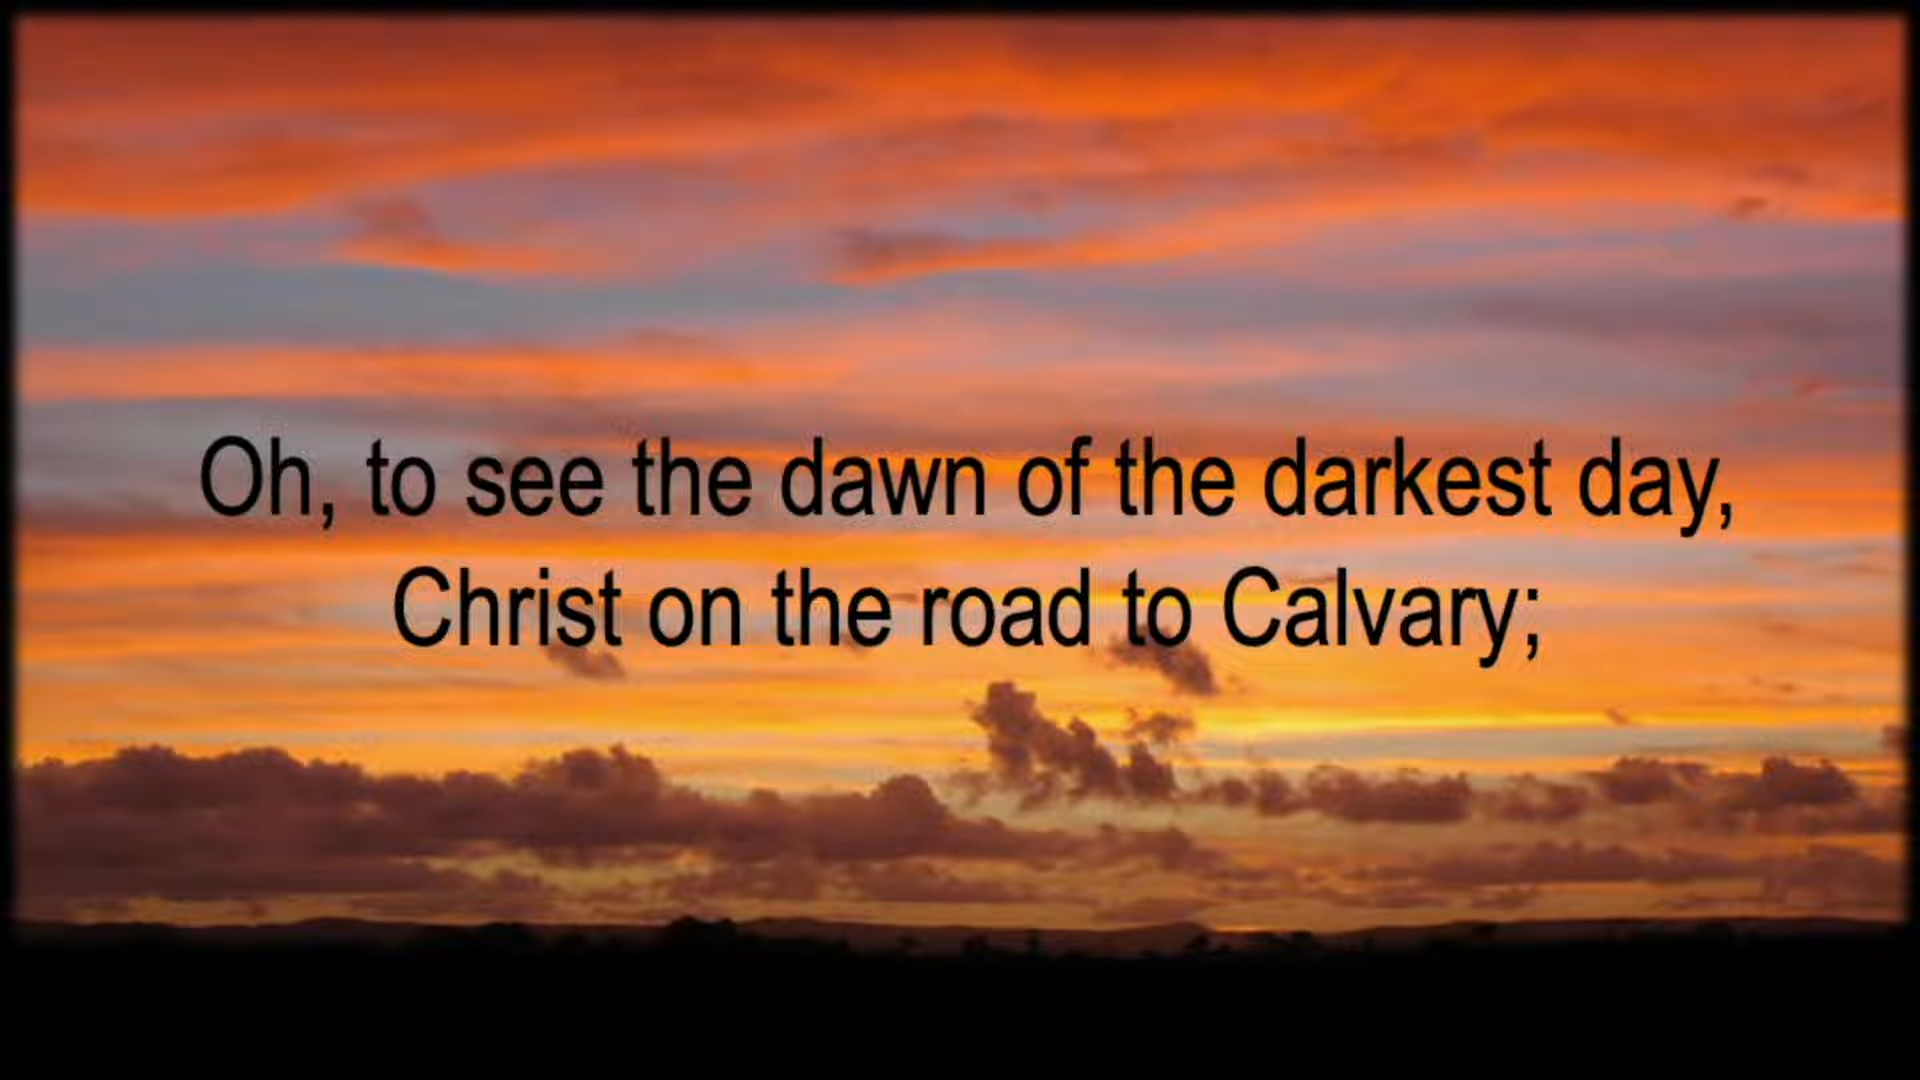 Oh, to see the dawn of the darkest day,
Christ on the road to Calvary;